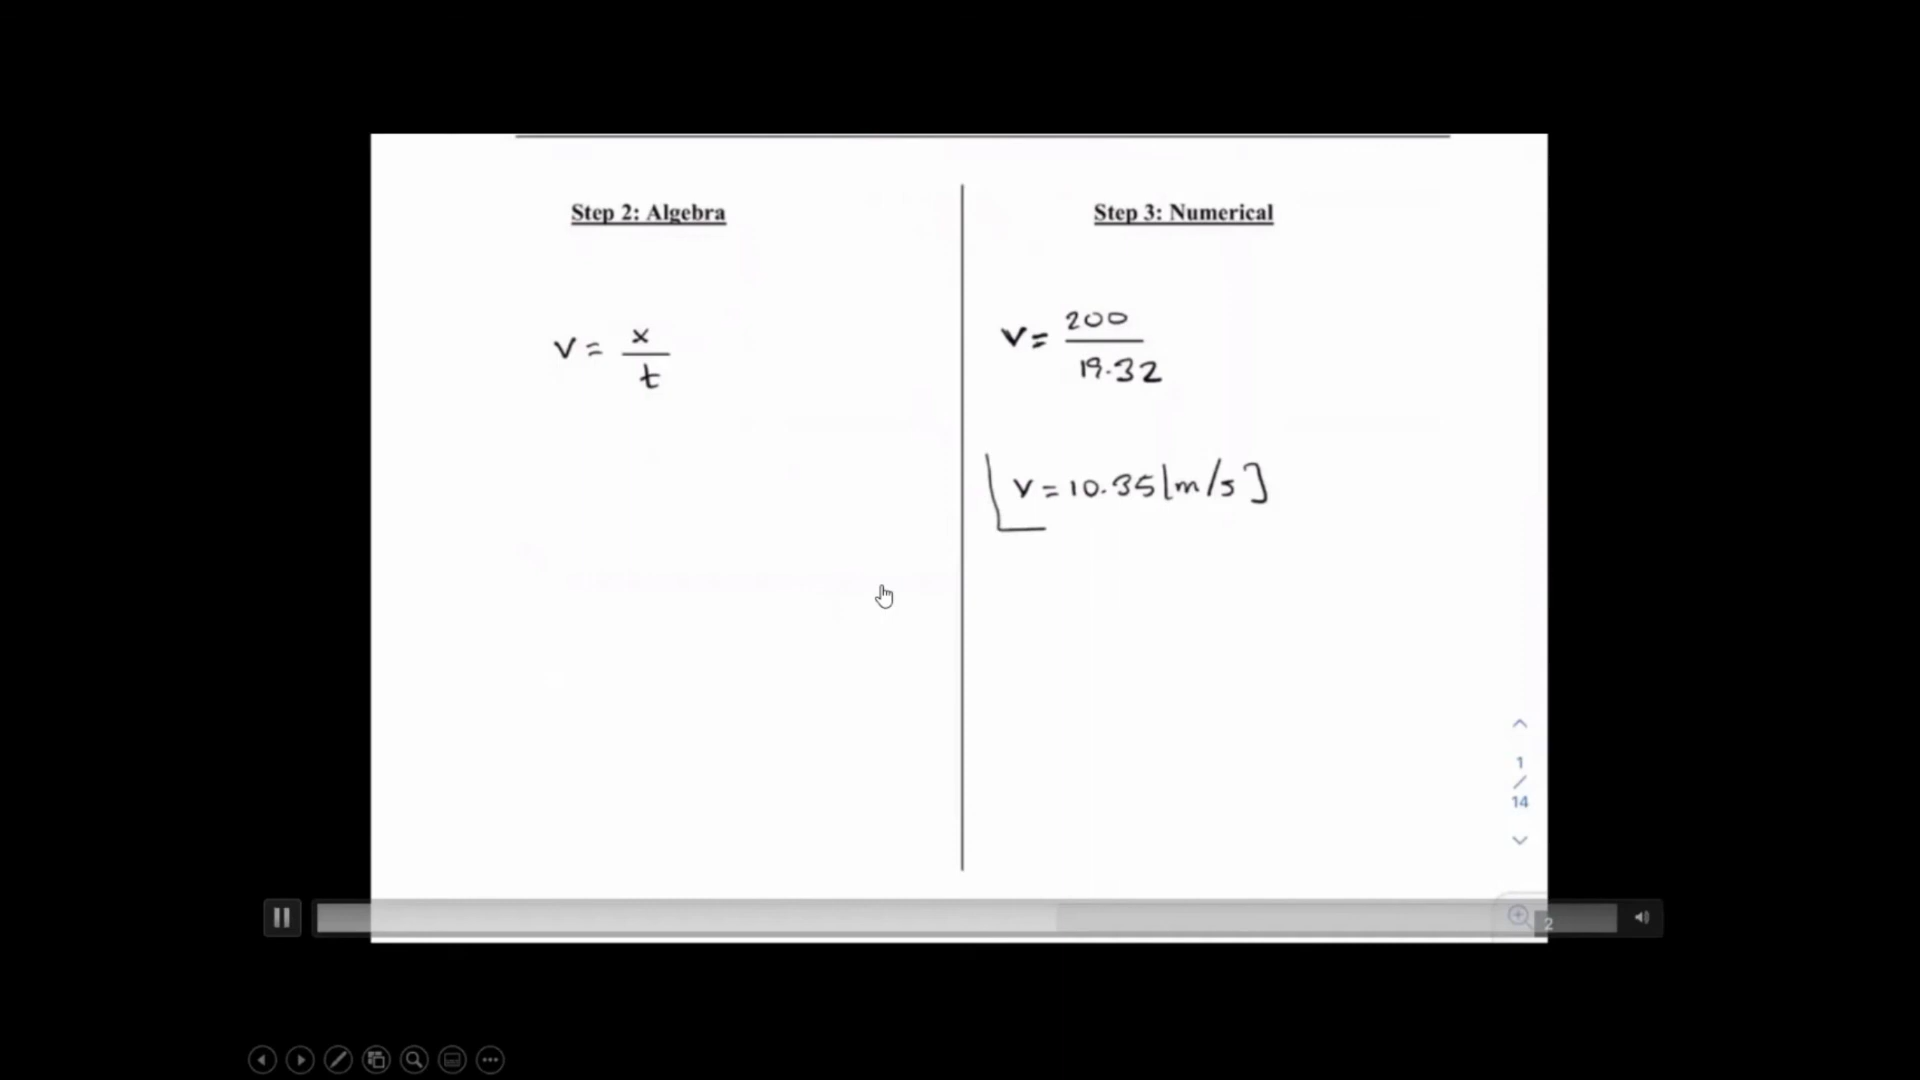 Step 2: Algebra
v = x / t
Step 3: Numerical
v = 200 / 19.32
v = 10.35 [m/s]
1
/
14
2